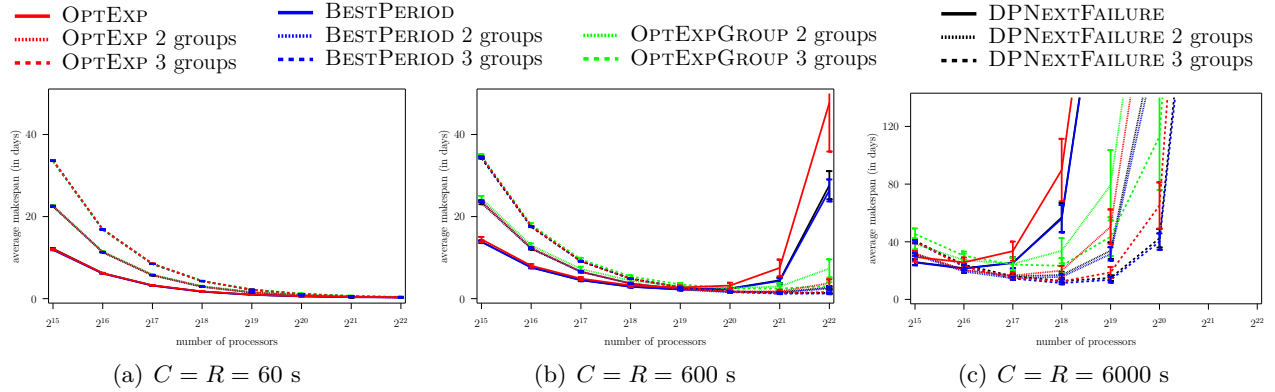 OPTEXP
OPTEXP 2 groups
OPTEXP 3 groups
BESTPERIOD
BESTPERIOD 2 groups
BESTPERIOD 3 groups
OPTEXPGROUP 2
OPTEXPGROUP 3
DPNEXTFAILURE
DPNEXTFAILURE 2 groups
DPNEXTFAILURE 3 groups
average makespan (in days)
40
20
0
2^15 2^16 2^17 2^18 2^19 2^20 2^21 2^22
number of processors
(a) C = R = 60 s
average makespan (in days)
40
20
0
2^15 2^16 2^17 2^18 2^19 2^20 2^21 2^22
number of processors
(b) C = R = 600 s
average makespan (in days)
120
80
40
0
2^15 2^16 2^17 2^18 2^19 2^20 2^21 2^22
number of processors
(c) C = R = 6000 s